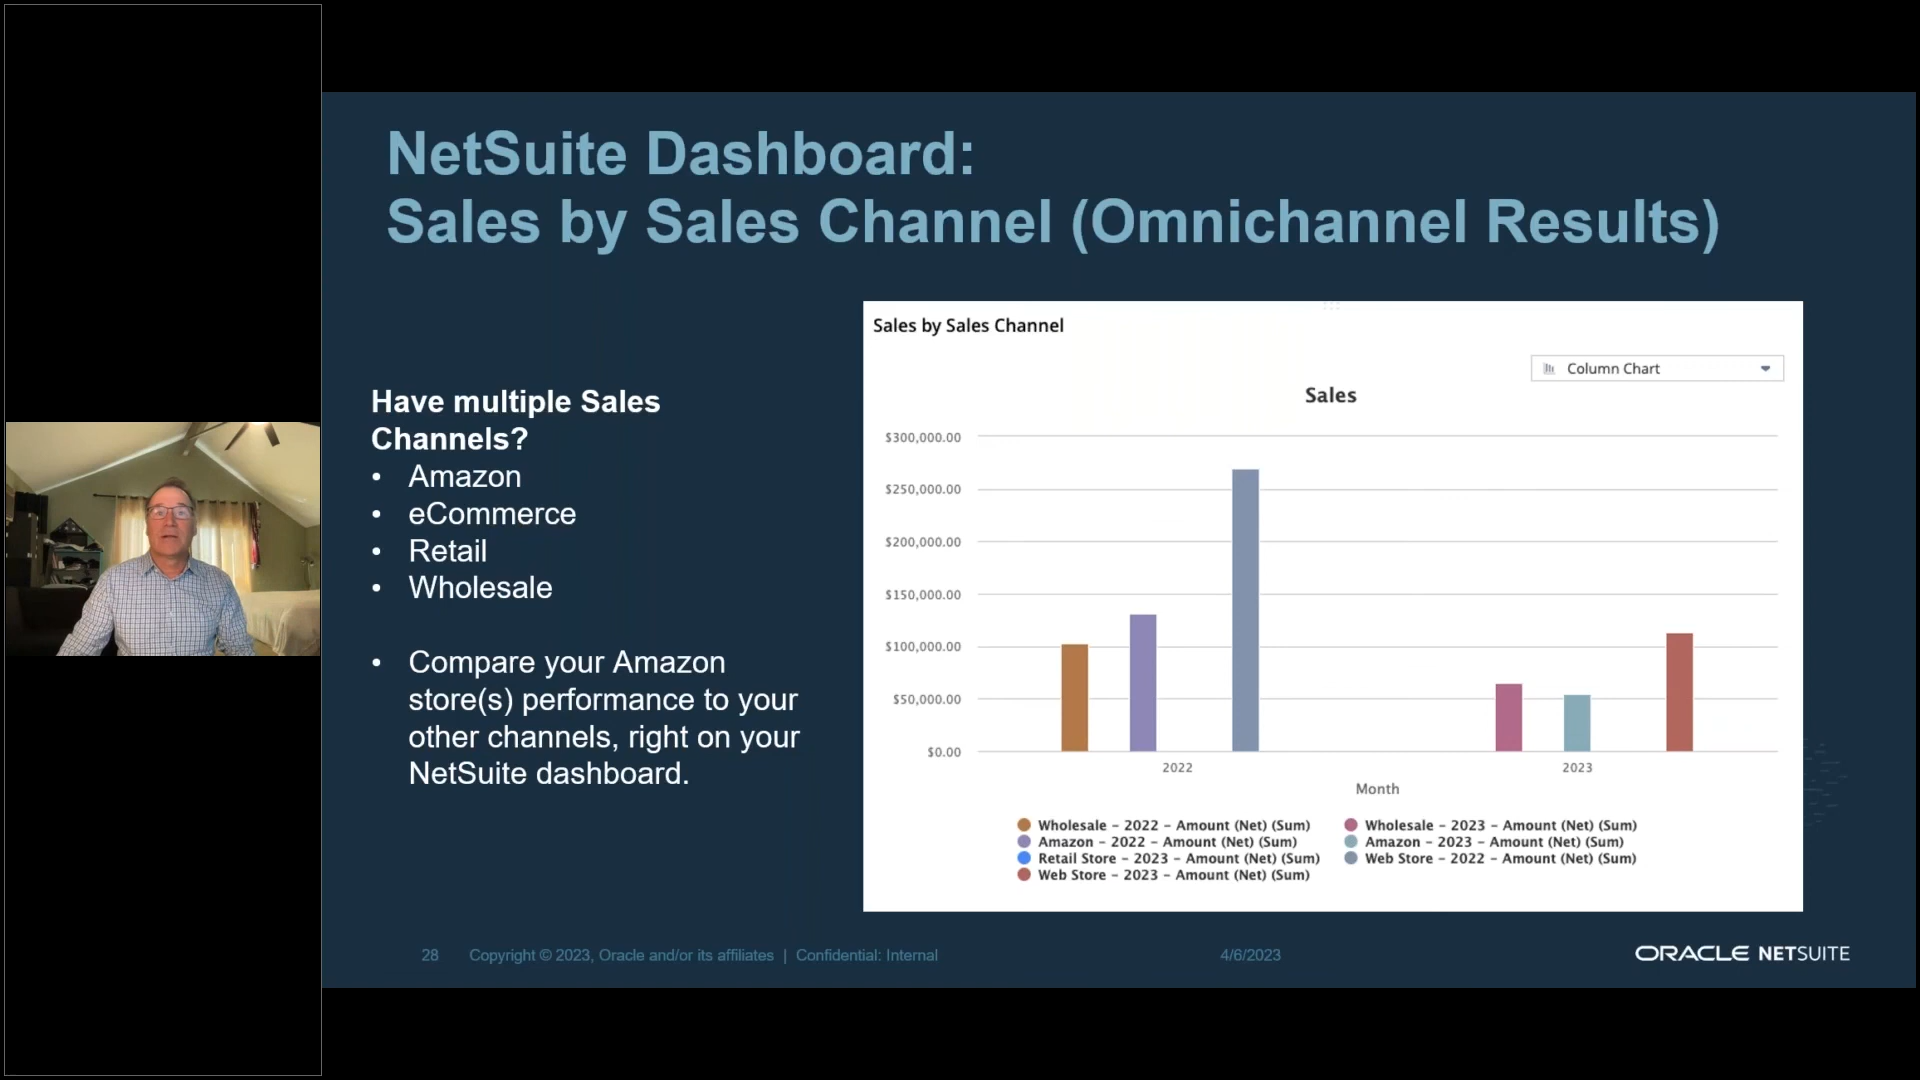 NetSuite Dashboard:
Sales by Sales Channel (Omnichannel Results)
Have multiple Sales
Channels?
• Amazon
• eCommerce
• Retail
• Wholesale
• Compare your Amazon
store(s) performance to your
other channels, right on your
NetSuite dashboard.
Sales by Sales Channel
Column Chart
Sales
$300,000.00
$250,000.00
$200,000.00
$150,000.00
$100,000.00
$50,000.00
$0.00
2022 2023
Month
Wholesale – 2022 – Amount (Net) (Sum) Wholesale – 2023 – Amount (Net) (Sum)
Amazon – 2022 – Amount (Net) (Sum) Amazon – 2023 – Amount (Net) (Sum)
Retail Store – 2023 – Amount (Net) (Sum) Web Store – 2022 – Amount (Net) (Sum)
Web Store – 2023 – Amount (Net) (Sum)
28 Copyright © 2023, Oracle and/or its affiliates | Confidential: Internal 4/6/2023 ORACLE NETSUITE